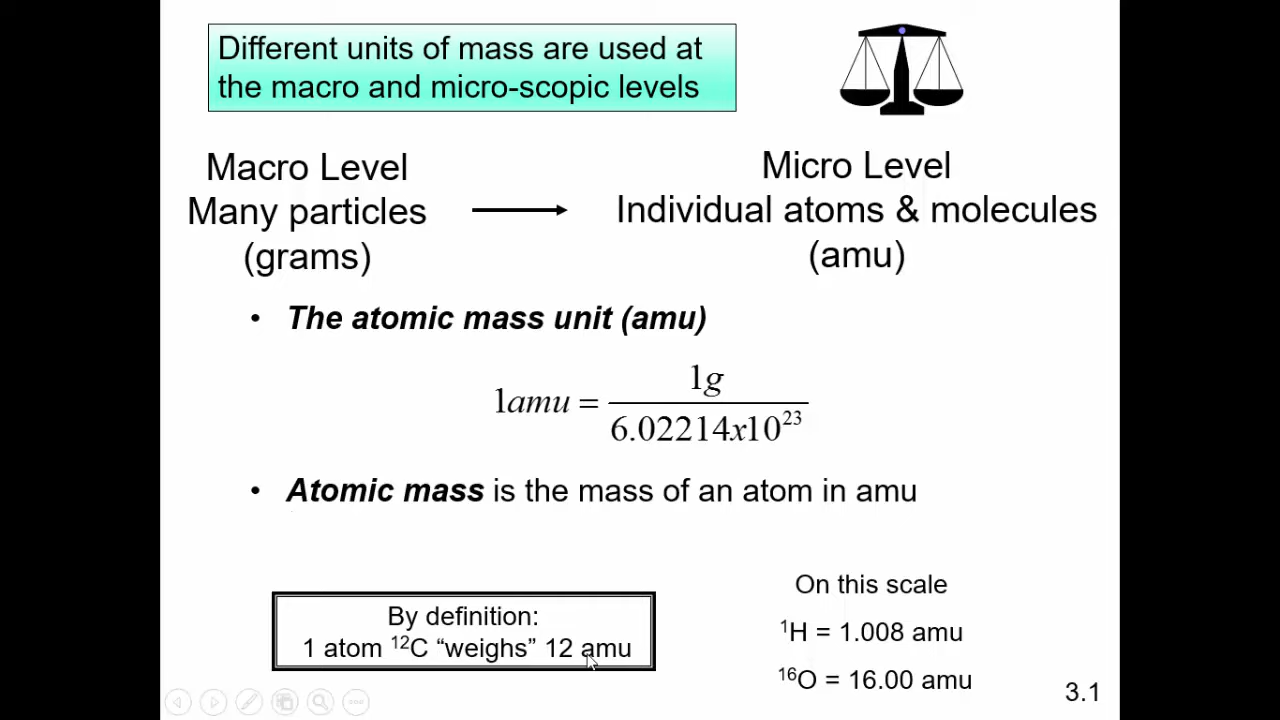 Different units of mass are used at
the macro and micro-scopic levels
Macro Level
Many particles
(grams)
Micro Level
Individual atoms & molecules
(amu)
• The atomic mass unit (amu)
1amu = 1g / 6.02214x10²³
• Atomic mass is the mass of an atom in amu
By definition:
1 atom ¹²C “weighs” 12 amu
On this scale
¹H = 1.008 amu
¹⁶O = 16.00 amu
3.1